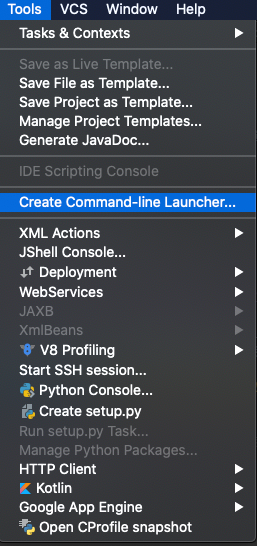 Tools VCS Window Help
Tasks & Contexts
Save as Live Template...
Save File as Template...
Save Project as Template...
Manage Project Templates...
Generate JavaDoc...
IDE Scripting Console
Create Command-line Launcher...
XML Actions
JShell Console...
Deployment
WebServices
JAXB
XmlBeans
V8 Profiling
Start SSH session...
Python Console...
Create setup.py
Run setup.py Task...
Manage Python Packages...
HTTP Client
Kotlin
Google App Engine
Open CProfile snapshot